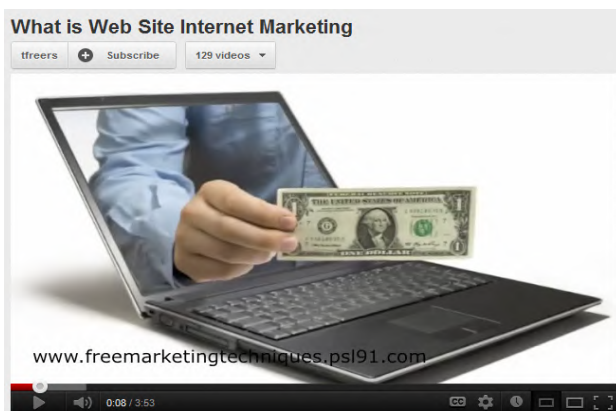 What is Web Site Internet Marketing
tfreers Subscribe 129 videos
THE UNITED STATES OF AMERICA
ONE DOLLAR
www.freemarketingtechniques.psl91.com
0:08 / 3:53 CC